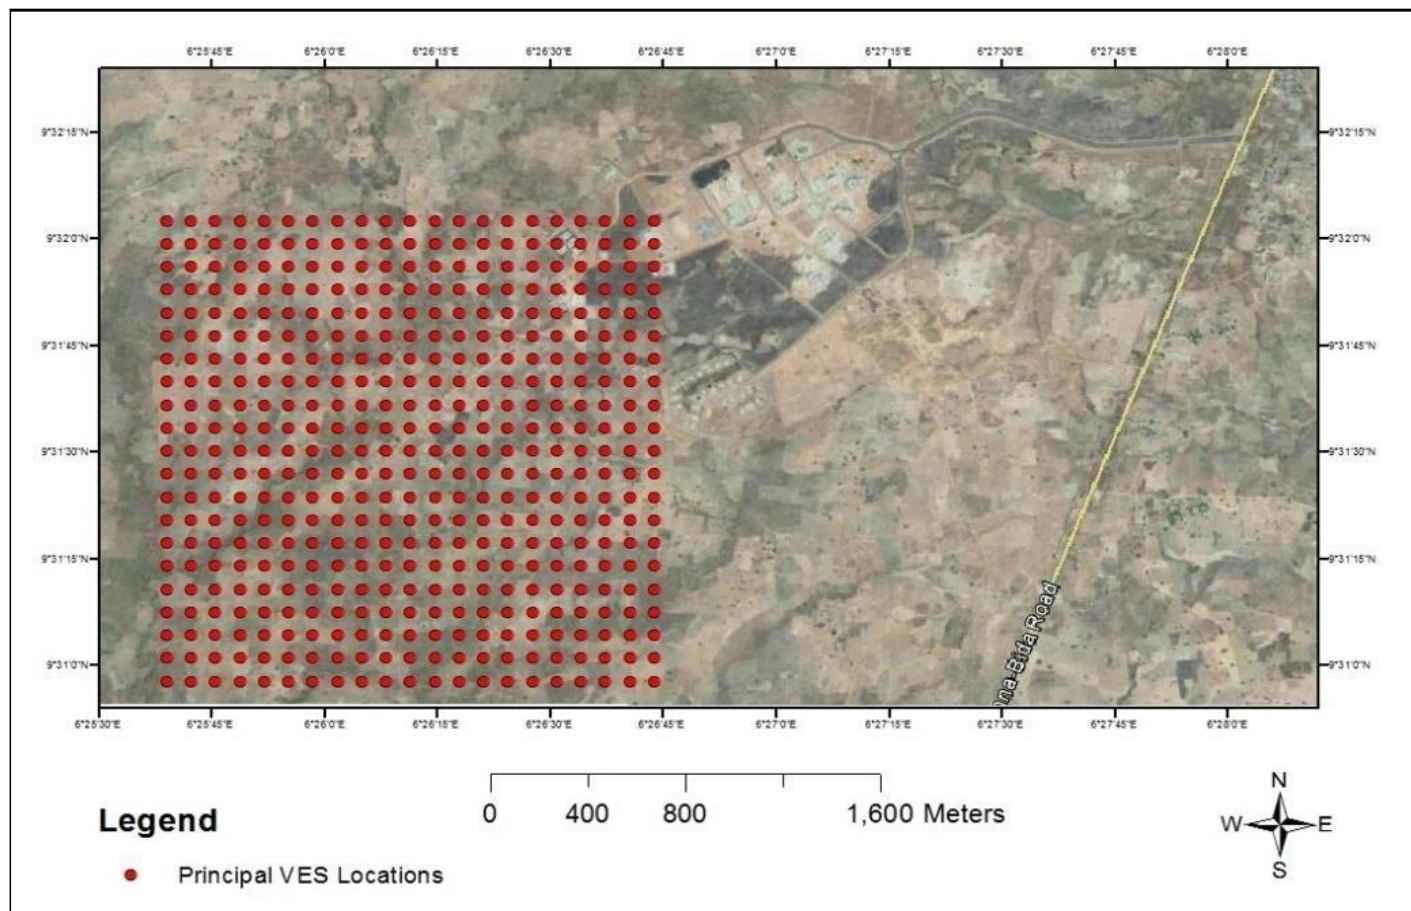 6°25'45"E 6°26'0"E 6°26'15"E 6°26'30"E 6°26'45"E 6°27'0"E 6°27'15"E 6°27'30"E 6°27'45"E 6°28'0"E
9°32'15"N 9°32'15"N
9°32'0"N 9°32'0"N
9°31'45"N 9°31'45"N
9°31'30"N 9°31'30"N
9°31'15"N 9°31'15"N
na-Bida Road
9°31'0"N 9°31'0"N
6°25'30"E 6°25'45"E 6°26'0"E 6°26'15"E 6°26'30"E 6°26'45"E 6°27'0"E 6°27'15"E 6°27'30"E 6°27'45"E 6°28'0"E
0 400 800 1,600 Meters
N
W E
S
Legend
Principal VES Locations